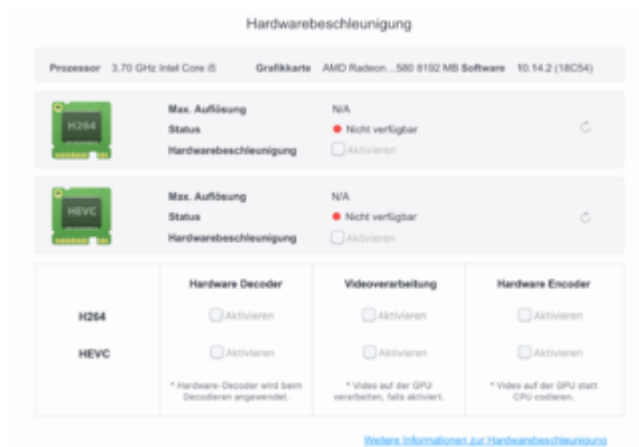 Hardwarebeschleunigung
Prozessor 3.70 GHz Intel Core i5 Grafikkarte AMD Radeon...580 8192 MB Software 10.14.2 (18C54)
H264
Max. Auflösung N/A
Status Nicht verfügbar
Hardwarebeschleunigung Aktivieren
HEVC
Max. Auflösung N/A
Status Nicht verfügbar
Hardwarebeschleunigung Aktivieren
Hardware Decoder Videoverarbeitung Hardware Encoder
H264 Aktivieren Aktivieren Aktivieren
HEVC Aktivieren Aktivieren Aktivieren
* Hardware-Decoder wird beim Decodieren angewendet.
* Video auf der GPU verarbeiten, falls aktiviert.
* Video auf der GPU statt CPU codieren.
Weitere Informationen zur Hardwarebeschleunigung